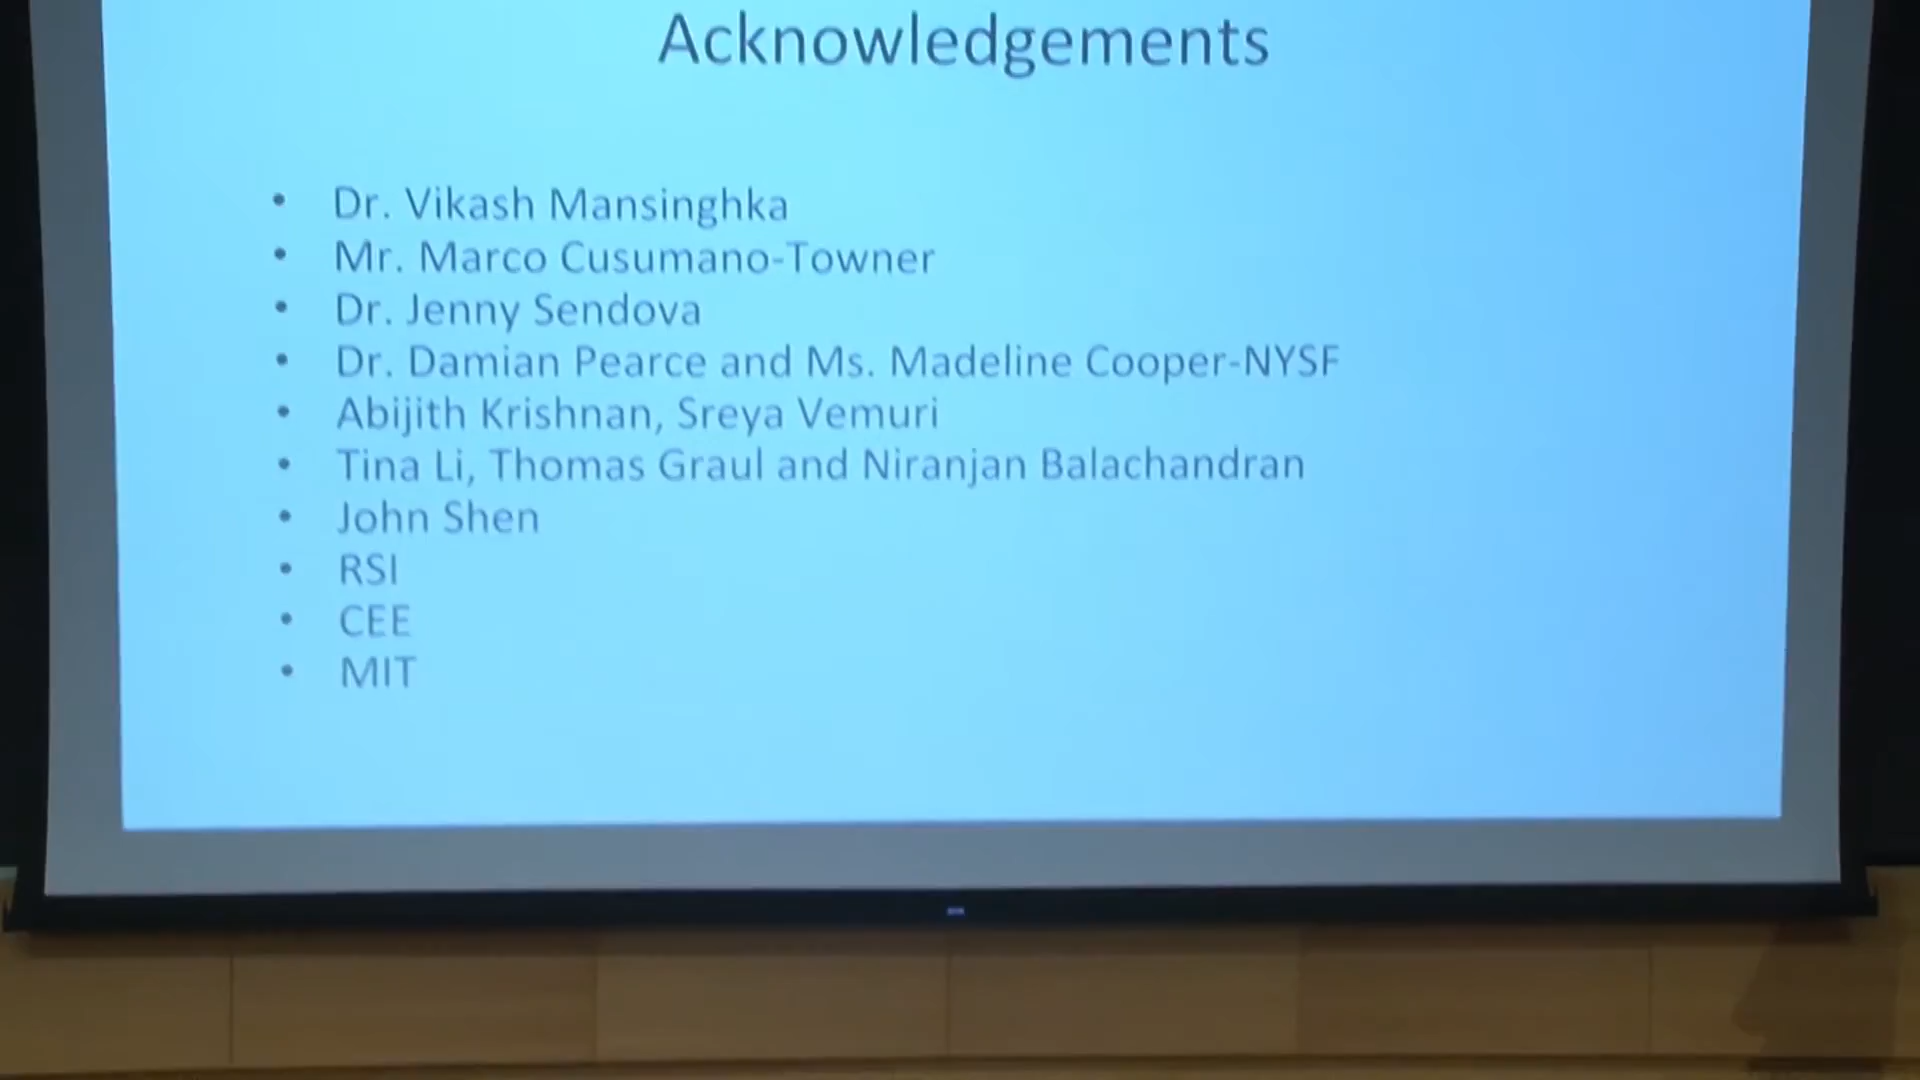 Acknowledgements
• Dr. Vikash Mansinghka
• Mr. Marco Cusumano-Towner
• Dr. Jenny Sendova
• Dr. Damian Pearce and Ms. Madeline Cooper-NYSF
• Abijith Krishnan, Sreya Vemuri
• Tina Li, Thomas Graul and Niranjan Balachandran
• John Shen
• RSI
• CEE
• MIT